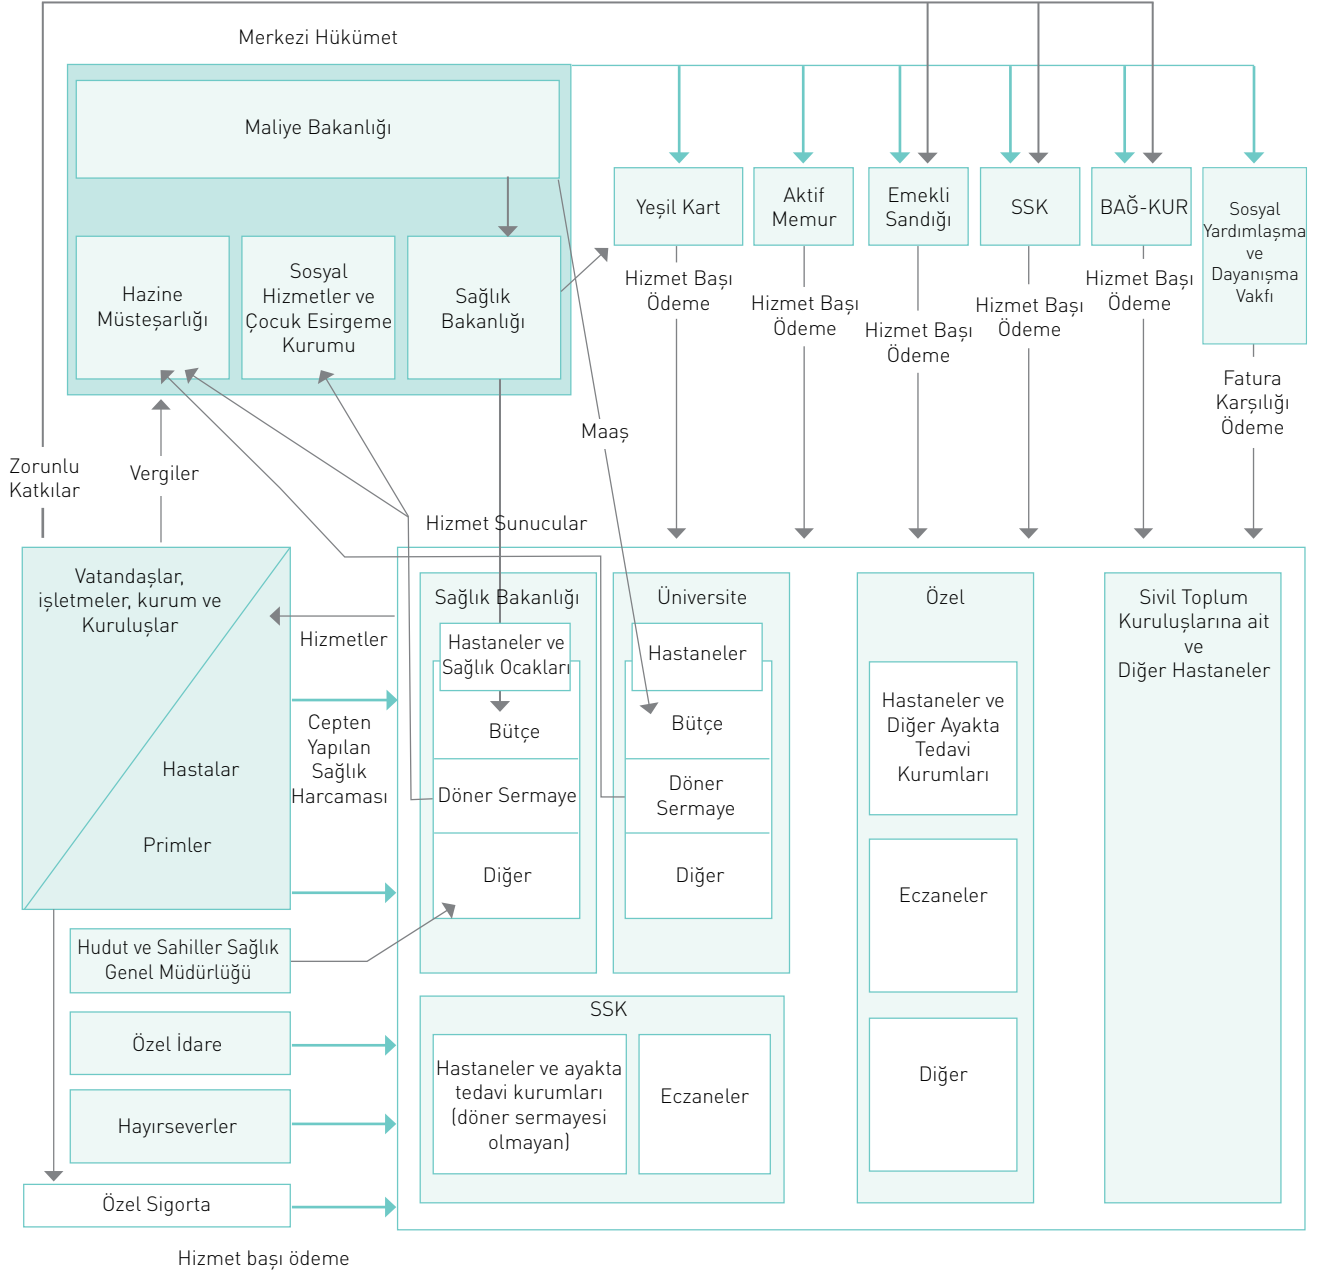 Merkezi Hükümet
Maliye Bakanlığı
Hazine
Müsteşarlığı
Sosyal
Hizmetler ve
Çocuk Esirgeme
Kurumu
Sağlık
Bakanlığı
Yeşil Kart
Aktif
Memur
Emekli
Sandığı
SSK
BAĞ-KUR
Sosyal
Yardımlaşma
ve
Dayanışma
Vakfı
Hizmet Başı
Ödeme
Hizmet Başı
Ödeme
Hizmet Başı
Ödeme
Hizmet Başı
Ödeme
Hizmet Başı
Ödeme
Fatura
Karşılığı
Ödeme
Maaş
Zorunlu
Katkılar
Vergiler
Hizmet Sunucular
Vatandaşlar,
işletmeler, kurum ve
Kuruluşlar
Hastalar
Primler
Hizmetler
Cepten
Yapılan
Sağlık
Harcaması
Sağlık Bakanlığı
Hastaneler ve
Sağlık Ocakları
Bütçe
Döner Sermaye
Diğer
Üniversite
Hastaneler
Bütçe
Döner
Sermaye
Diğer
Özel
Hastaneler ve
Diğer Ayakta
Tedavi
Kurumları
Eczaneler
Diğer
Sivil Toplum
Kuruluşlarına ait
ve
Diğer Hastaneler
Hudut ve Sahiller Sağlık
Genel Müdürlüğü
Özel İdare
Hayırseverler
Özel Sigorta
SSK
Hastaneler ve ayakta
tedavi kurumları
(döner sermayesi
olmayan)
Eczaneler
Hizmet başı ödeme